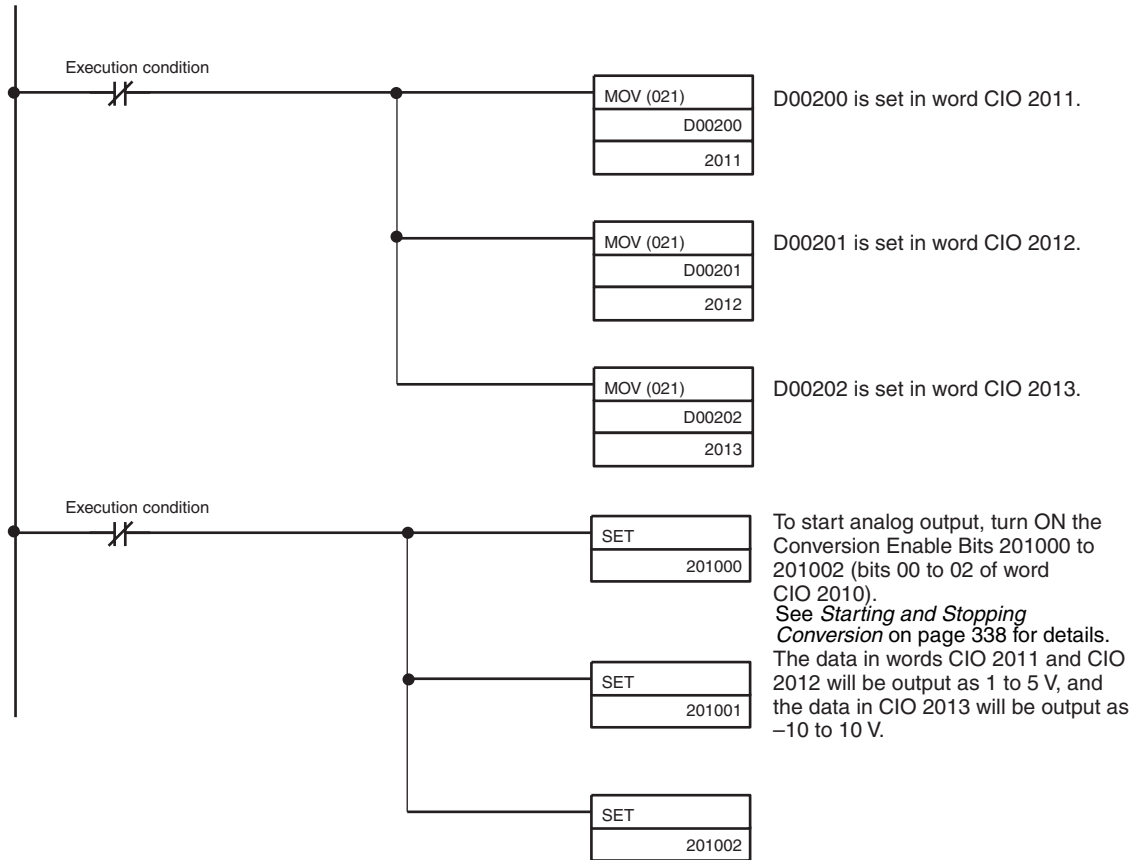 Execution condition
MOV (021)
D00200
2011
D00200 is set in word CIO 2011.
MOV (021)
D00201
2012
D00201 is set in word CIO 2012.
MOV (021)
D00202
2013
D00202 is set in word CIO 2013.
Execution condition
SET
201000
To start analog output, turn ON the
Conversion Enable Bits 201000 to
201002 (bits 00 to 02 of word
CIO 2010).
See Starting and Stopping
Conversion on page 338 for details.
The data in words CIO 2011 and CIO
2012 will be output as 1 to 5 V, and
the data in CIO 2013 will be output as
–10 to 10 V.
SET
201001
SET
201002